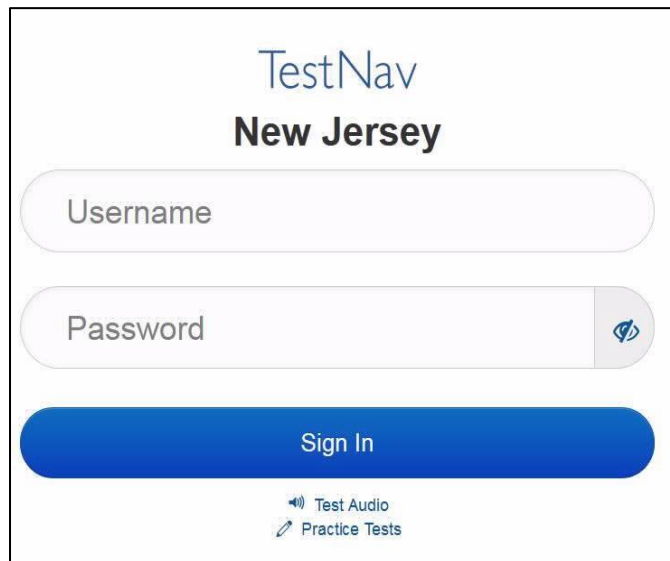 TestNav
New Jersey
Username
Password
Sign In
Test Audio
Practice Tests